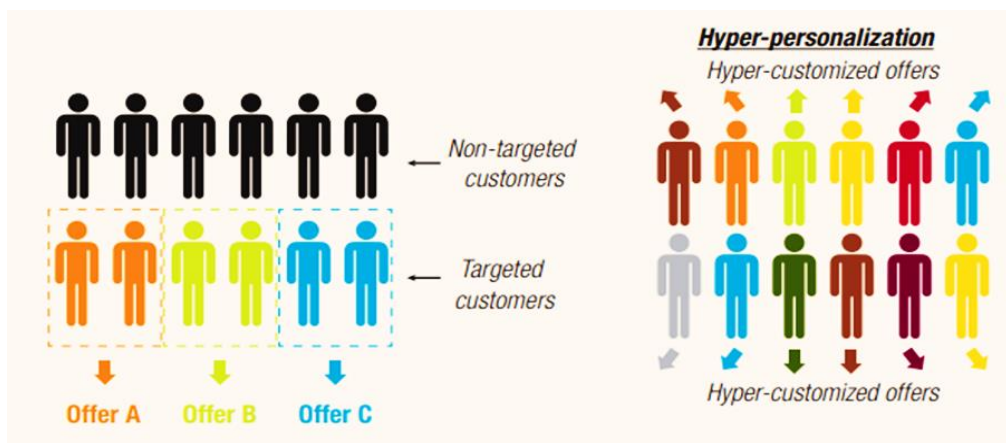 Non-targeted
customers
Targeted
customers
Offer A
Offer B
Offer C
Hyper-personalization
Hyper-customized offers
Hyper-customized offers